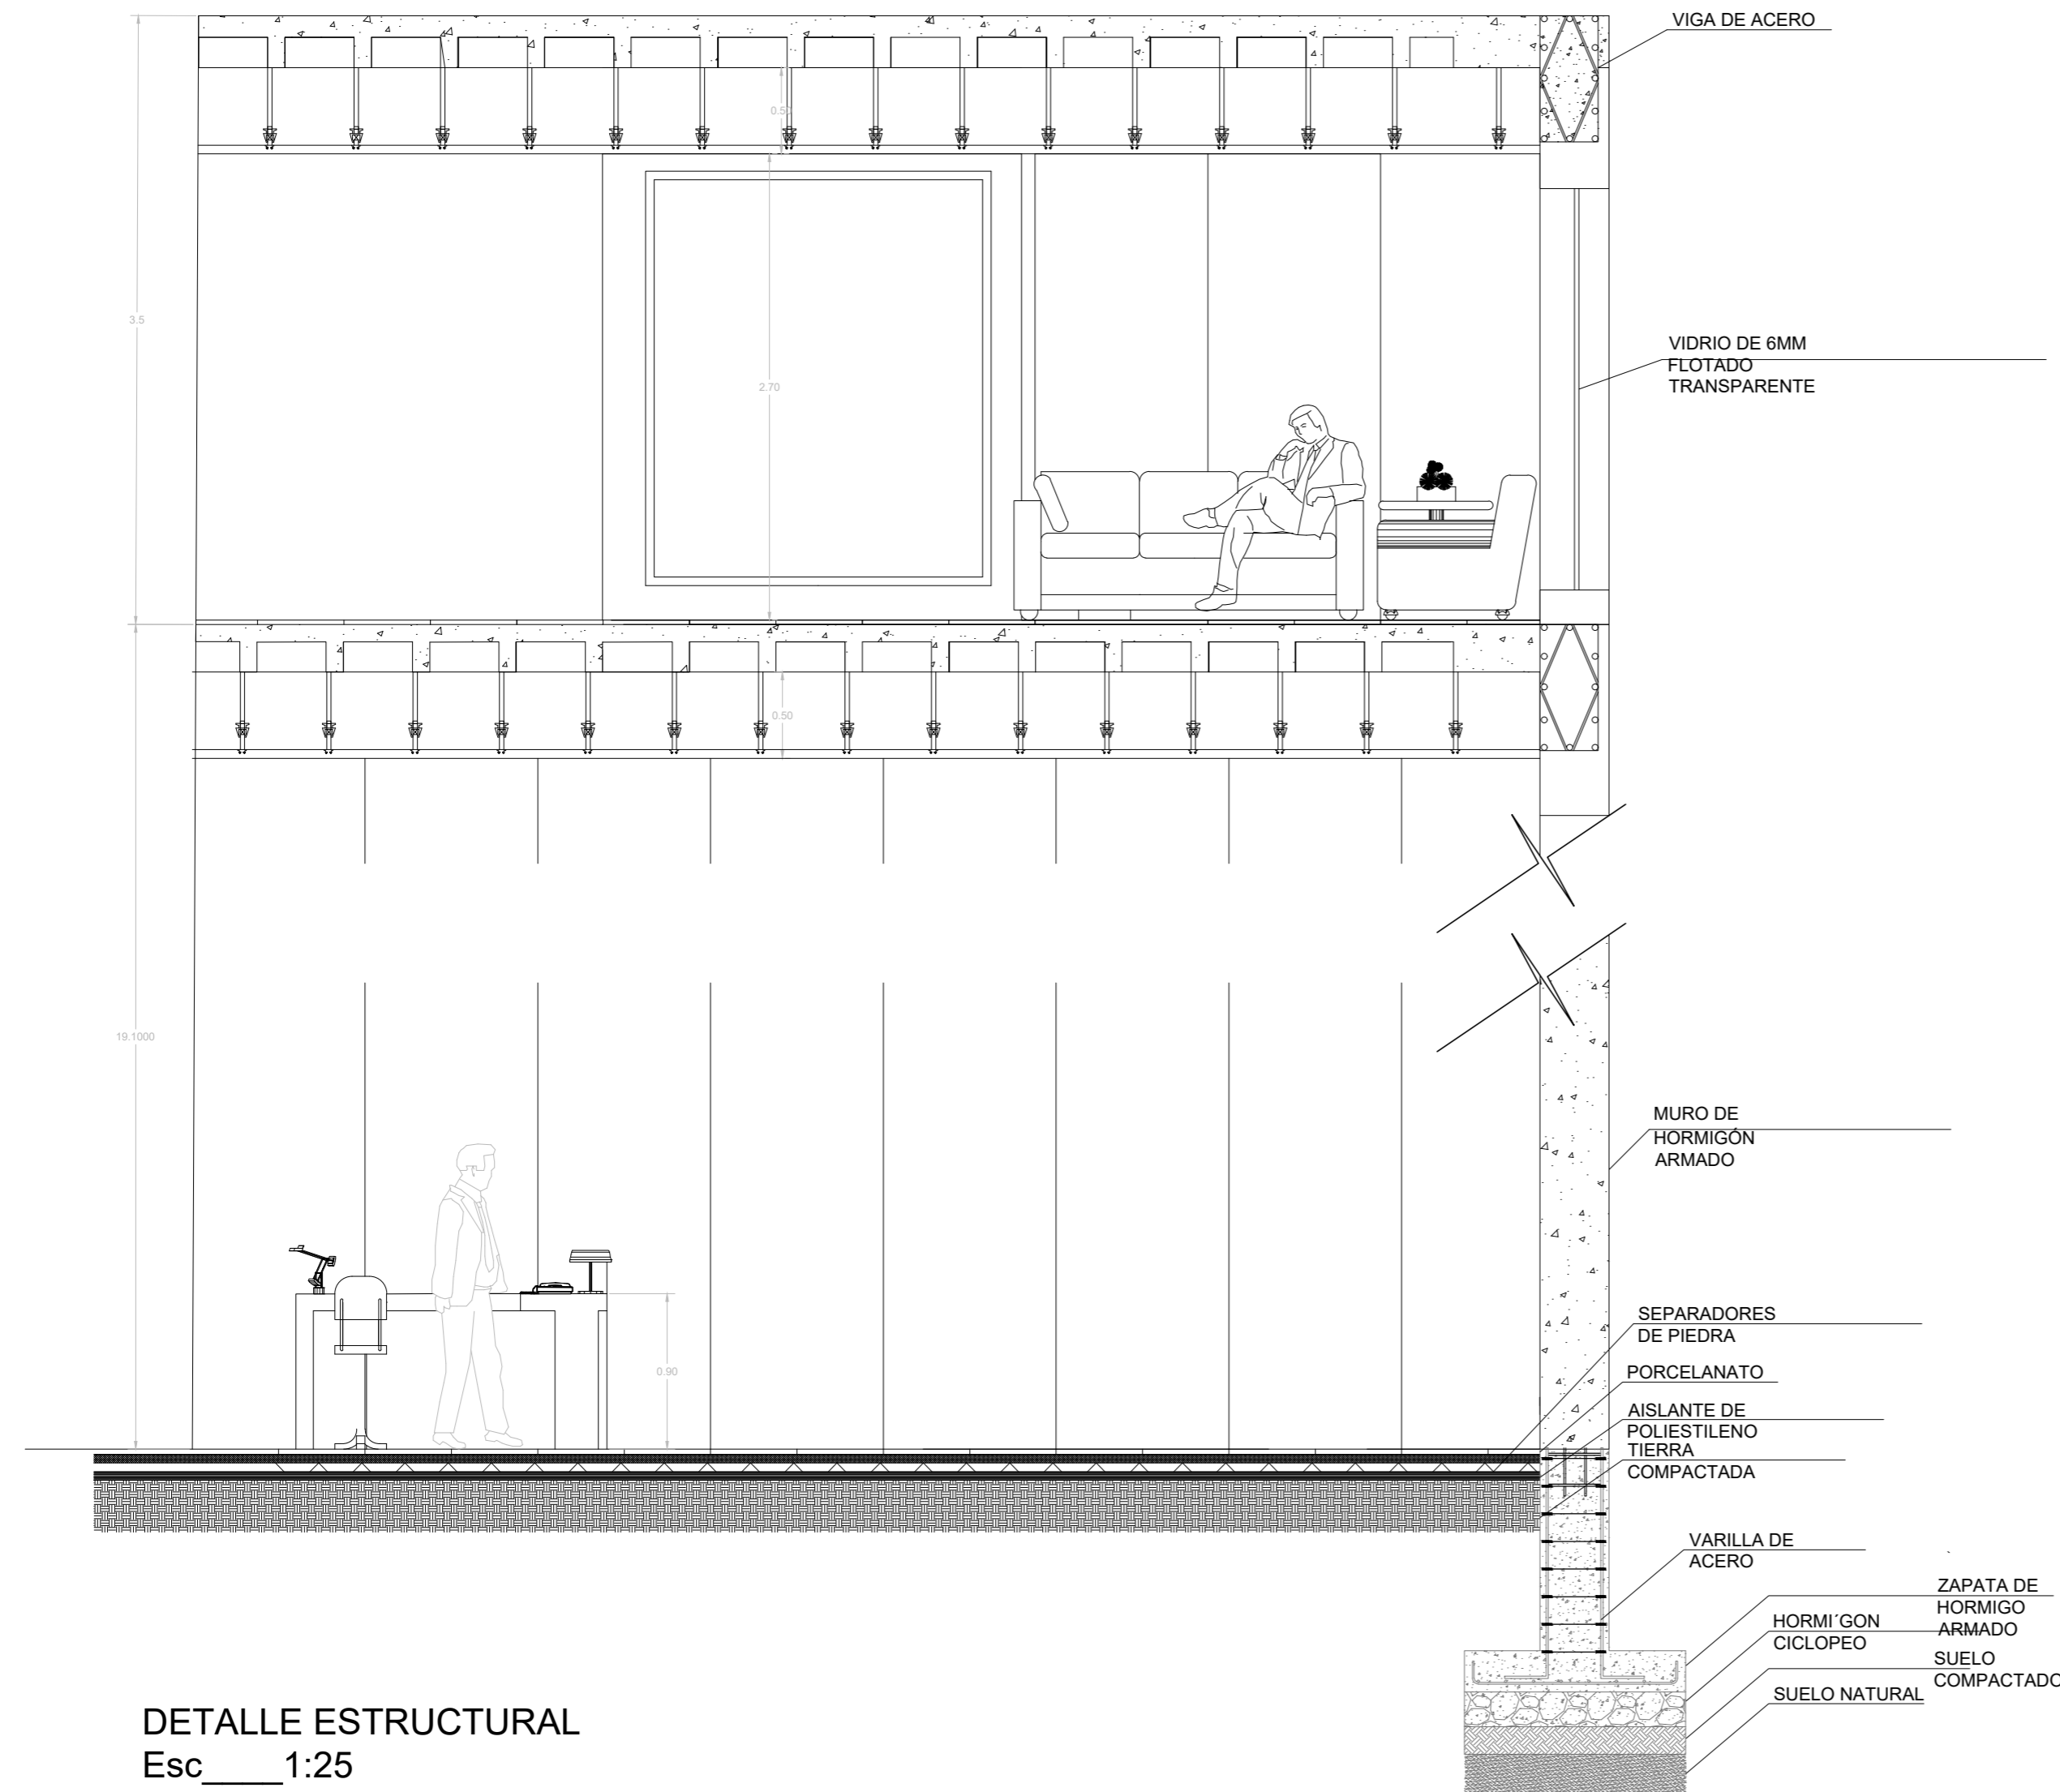 VIGA DE ACERO
0.50
3.5
VIDRIO DE 6MM
FLOTADO
TRANSPARENTE
2.70
0.50
19.1000
MURO DE
HORMIGÓN
ARMADO
SEPARADORES
DE PIEDRA
0.90
PORCELANATO
AISLANTE DE
POLIESTILENO
TIERRA
COMPACTADA
VARILLA DE
ACERO
ZAPATA DE
HORMIGO
ARMADO
HORMI´GON
CICLOPEO
SUELO
COMPACTADO
SUELO NATURAL
DETALLE ESTRUCTURAL
Esc____1:25